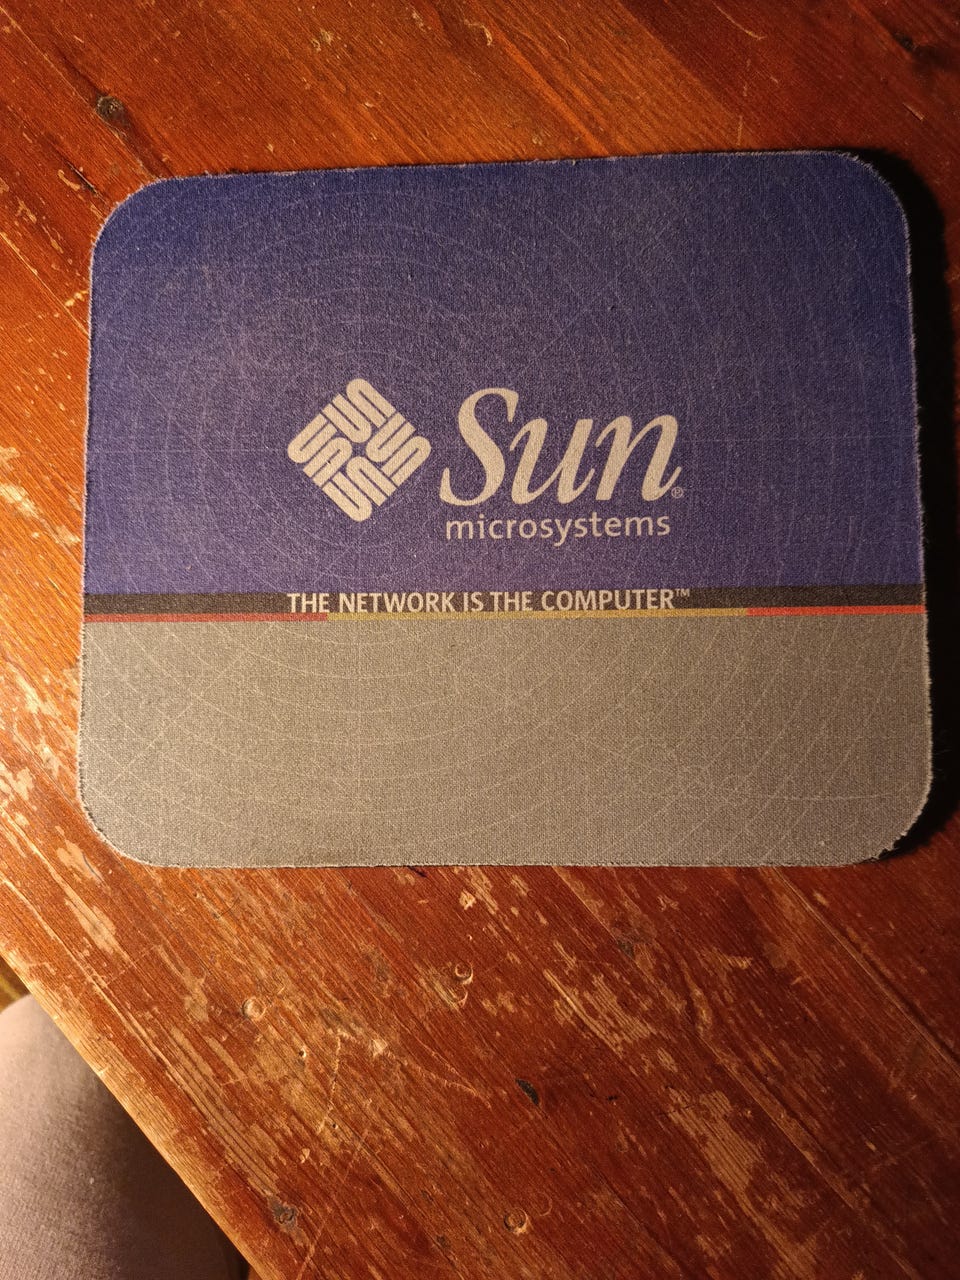 Sun®
microsystems
THE NETWORK IS THE COMPUTER™